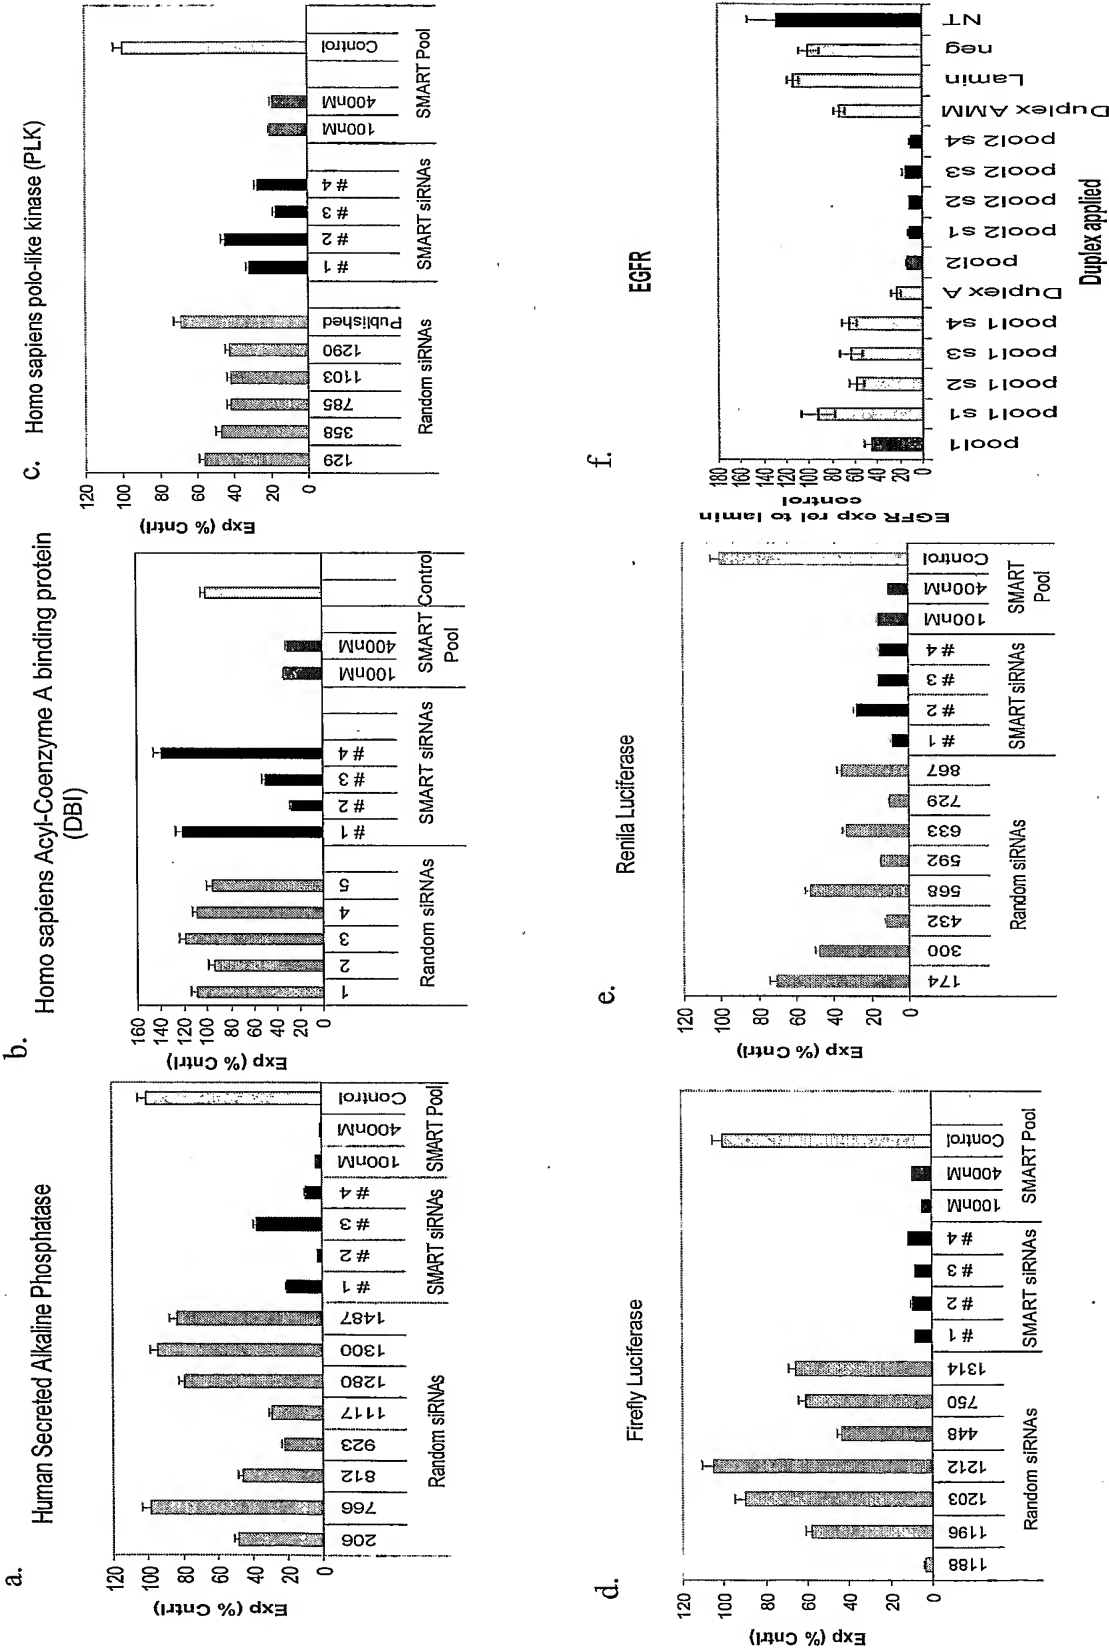 a.
Human Secreted Alkaline Phosphatase
Exp (% Cntrl)
120
100
80
60
40
20
0
206
766
812
923
1117
1280
1300
1487
# 1
# 2
# 3
# 4
100nM
400nM
Control
Random siRNAs
SMART siRNAs
SMART Pool
b.
Homo sapiens Acyl-Coenzyme A binding protein
(DBI)
Exp (% Cntrl)
160
140
120
100
80
60
40
20
0
1
2
3
4
5
# 1
# 2
# 3
# 4
100nM
400nM
Random siRNAs
SMART siRNAs
SMART
Pool
Control
c.
Homo sapiens polo-like kinase (PLK)
Exp (% Cntrl)
120
100
80
60
40
20
0
129
358
785
1103
1290
Published
# 1
# 2
# 3
# 4
100nM
400nM
Control
Random siRNAs
SMART siRNAs
SMART Pool
d.
Firefly Luciferase
Exp (% Cntrl)
120
100
80
60
40
20
0
1188
1196
1203
1212
448
750
1314
# 1
# 2
# 3
# 4
100nM
400nM
Control
Random siRNAs
SMART siRNAs
SMART Pool
e.
Renila Luciferase
Exp (% Cntrl)
120
100
80
60
40
20
0
174
300
432
568
592
633
729
867
# 1
# 2
# 3
# 4
100nM
400nM
Control
Random siRNAs
SMART siRNAs
SMART
Pool
f.
EGFR
EGFR exp rel to lamin
control
180
160
140
120
100
80
60
40
20
0
pool1
pool1 s1
pool1 s2
pool1 s3
pool1 s4
Duplex A
pool2
pool2 s1
pool2 s2
pool2 s3
pool2 s4
Duplex AMM
Lamin
neg
NT
Duplex applied